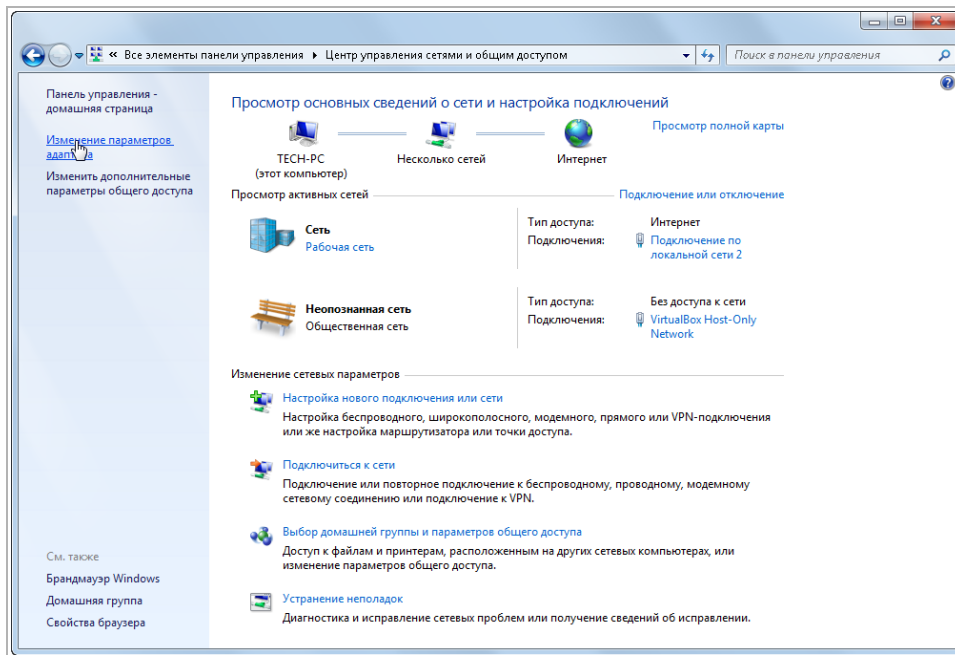 « Все элементы панели управления ▸ Центр управления сетями и общим доступом
Поиск в панели управления
Панель управления -
домашняя страница
Изменение параметров
адаптера
Изменить дополнительные
параметры общего доступа
См. также
Брандмауэр Windows
Домашняя группа
Свойства браузера
Просмотр основных сведений о сети и настройка подключений
Просмотр полной карты
TECH-PC
(этот компьютер)
Несколько сетей
Интернет
Просмотр активных сетей
Подключение или отключение
Сеть
Рабочая сеть
Тип доступа: Интернет
Подключения: Подключение по
локальной сети 2
Неопознанная сеть
Общественная сеть
Тип доступа: Без доступа к сети
Подключения: VirtualBox Host-Only
Network
Изменение сетевых параметров
Настройка нового подключения или сети
Настройка беспроводного, широкополосного, модемного, прямого или VPN-подключения
или же настройка маршрутизатора или точки доступа.
Подключиться к сети
Подключение или повторное подключение к беспроводному, проводному, модемному
сетевому соединению или подключение к VPN.
Выбор домашней группы и параметров общего доступа
Доступ к файлам и принтерам, расположенным на других сетевых компьютерах, или
изменение параметров общего доступа.
Устранение неполадок
Диагностика и исправление сетевых проблем или получение сведений об исправлении.